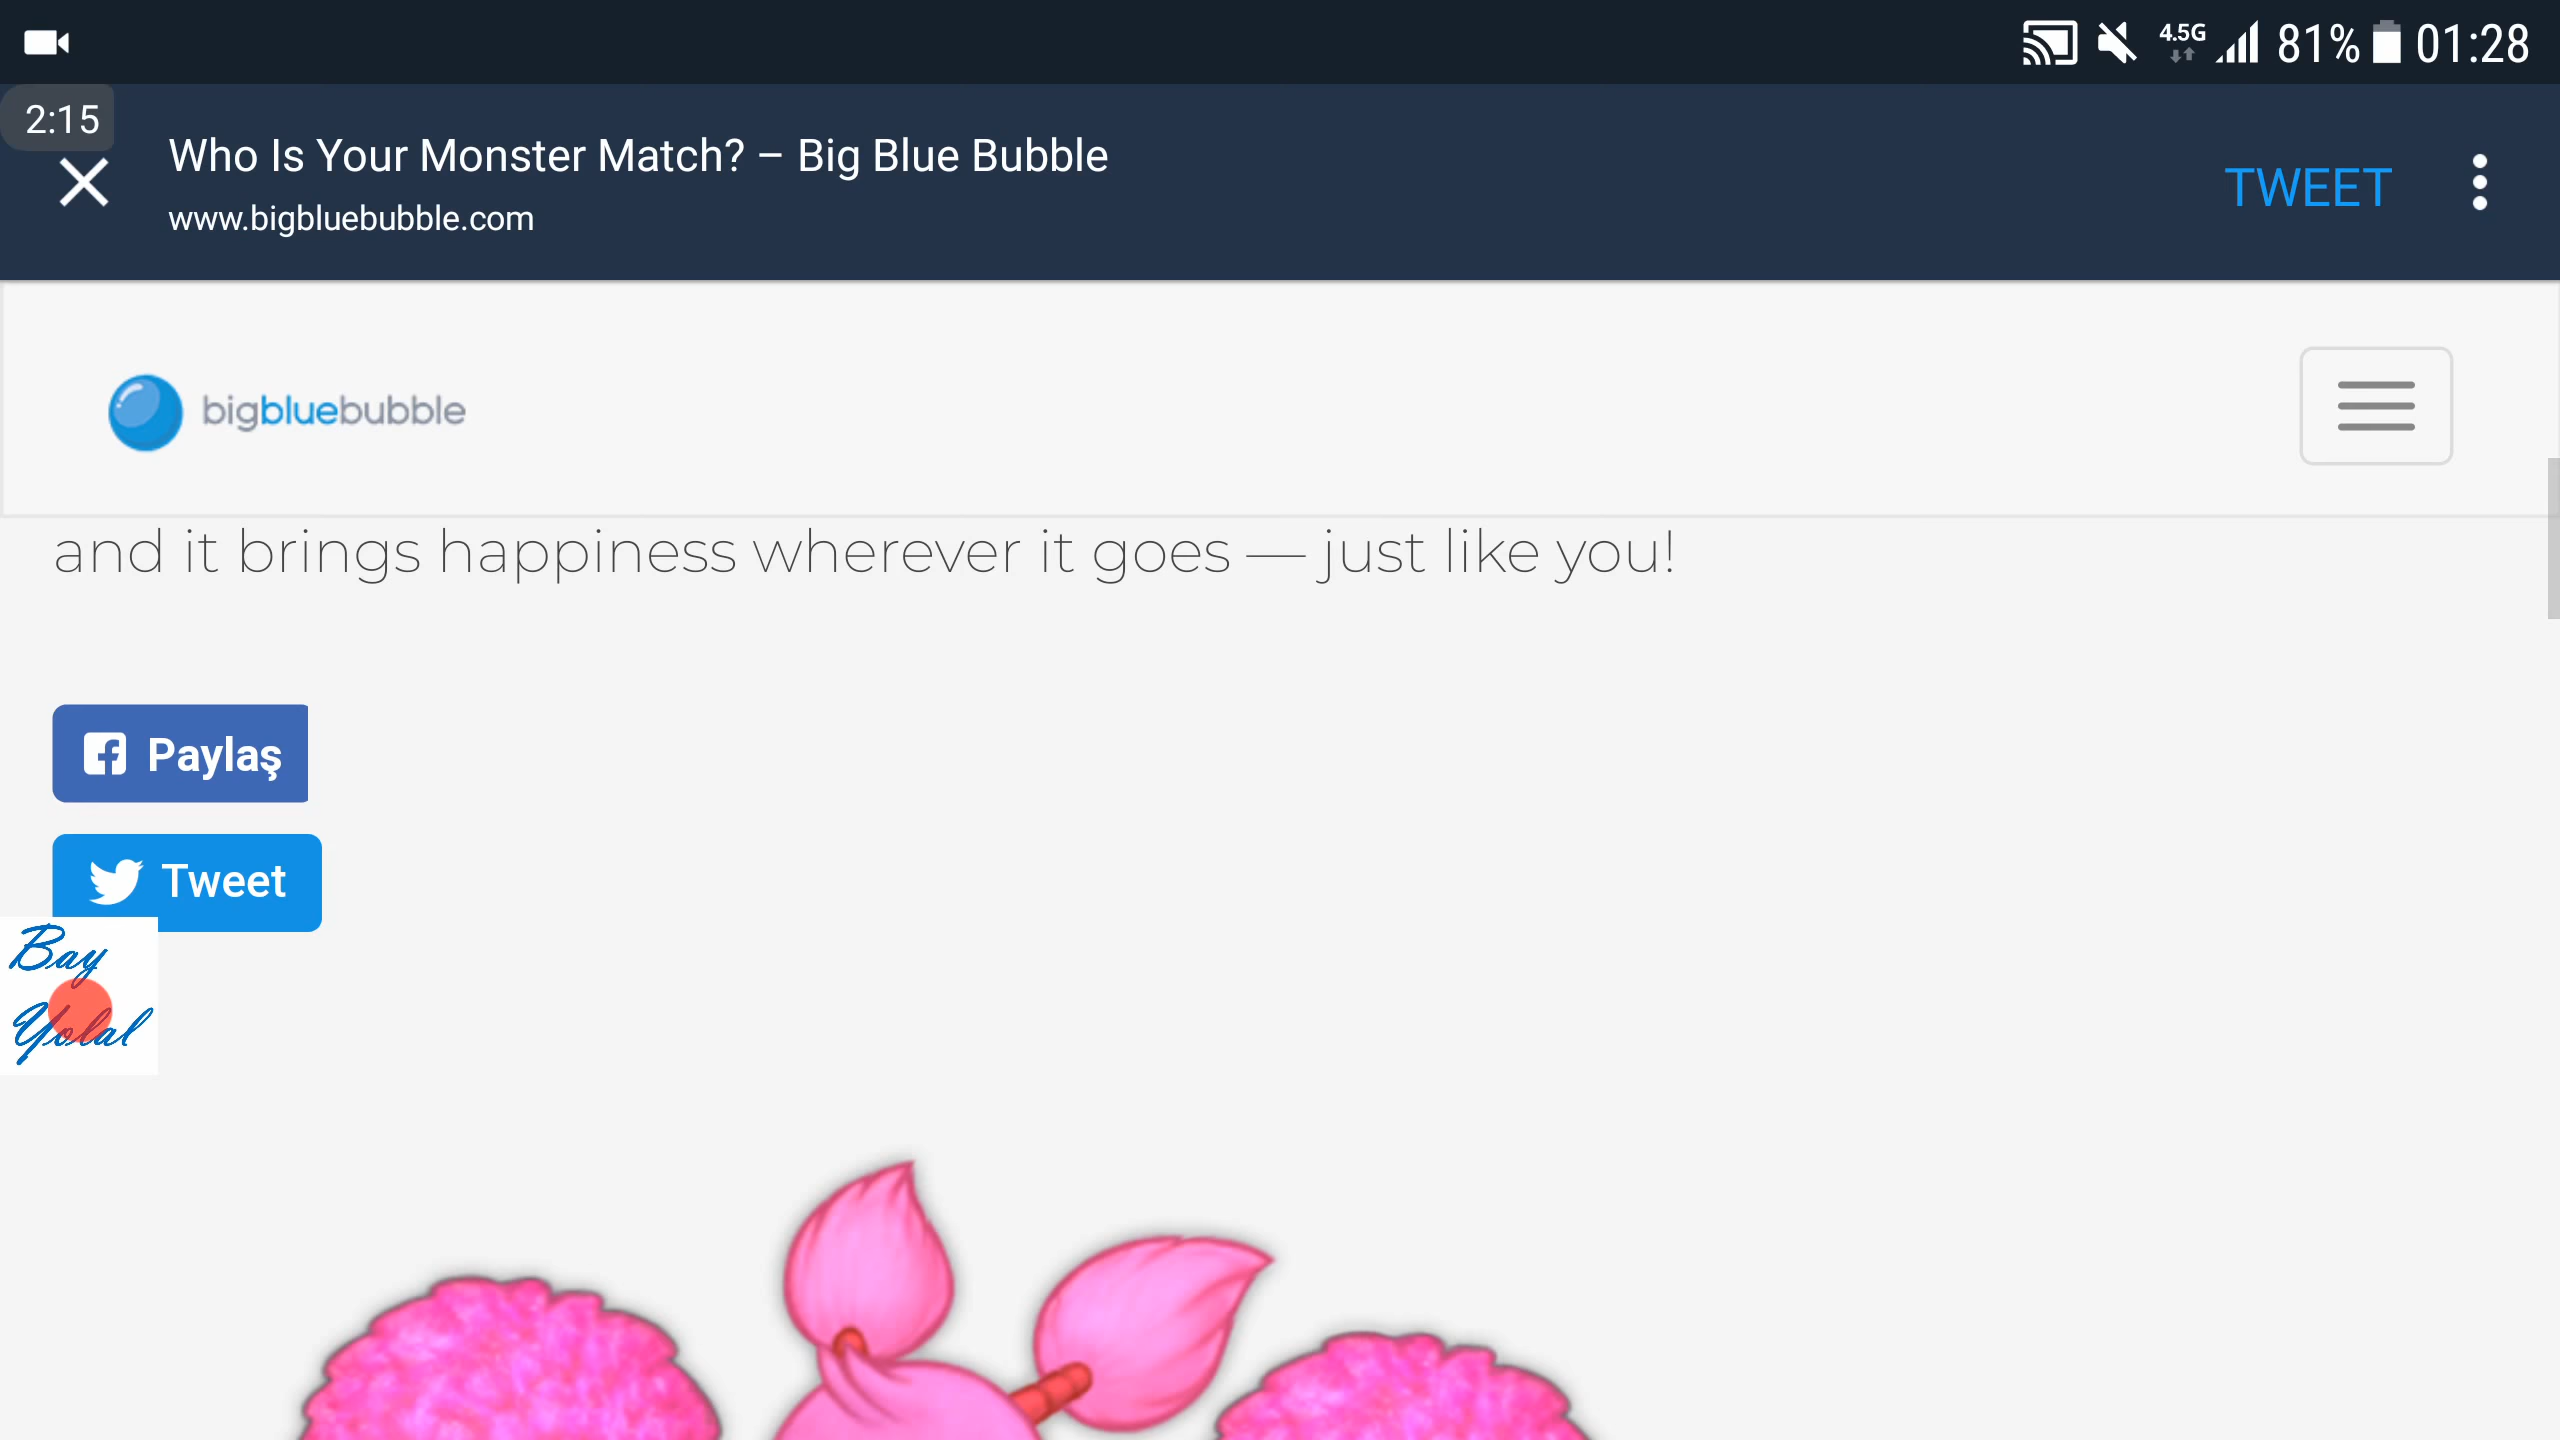 4.5G 81% 01:28
2:15
Who Is Your Monster Match? – Big Blue Bubble
www.bigbluebubble.com
TWEET
bigbluebubble
and it brings happiness wherever it goes — just like you!
Paylaş
Tweet
Bay
Yolal